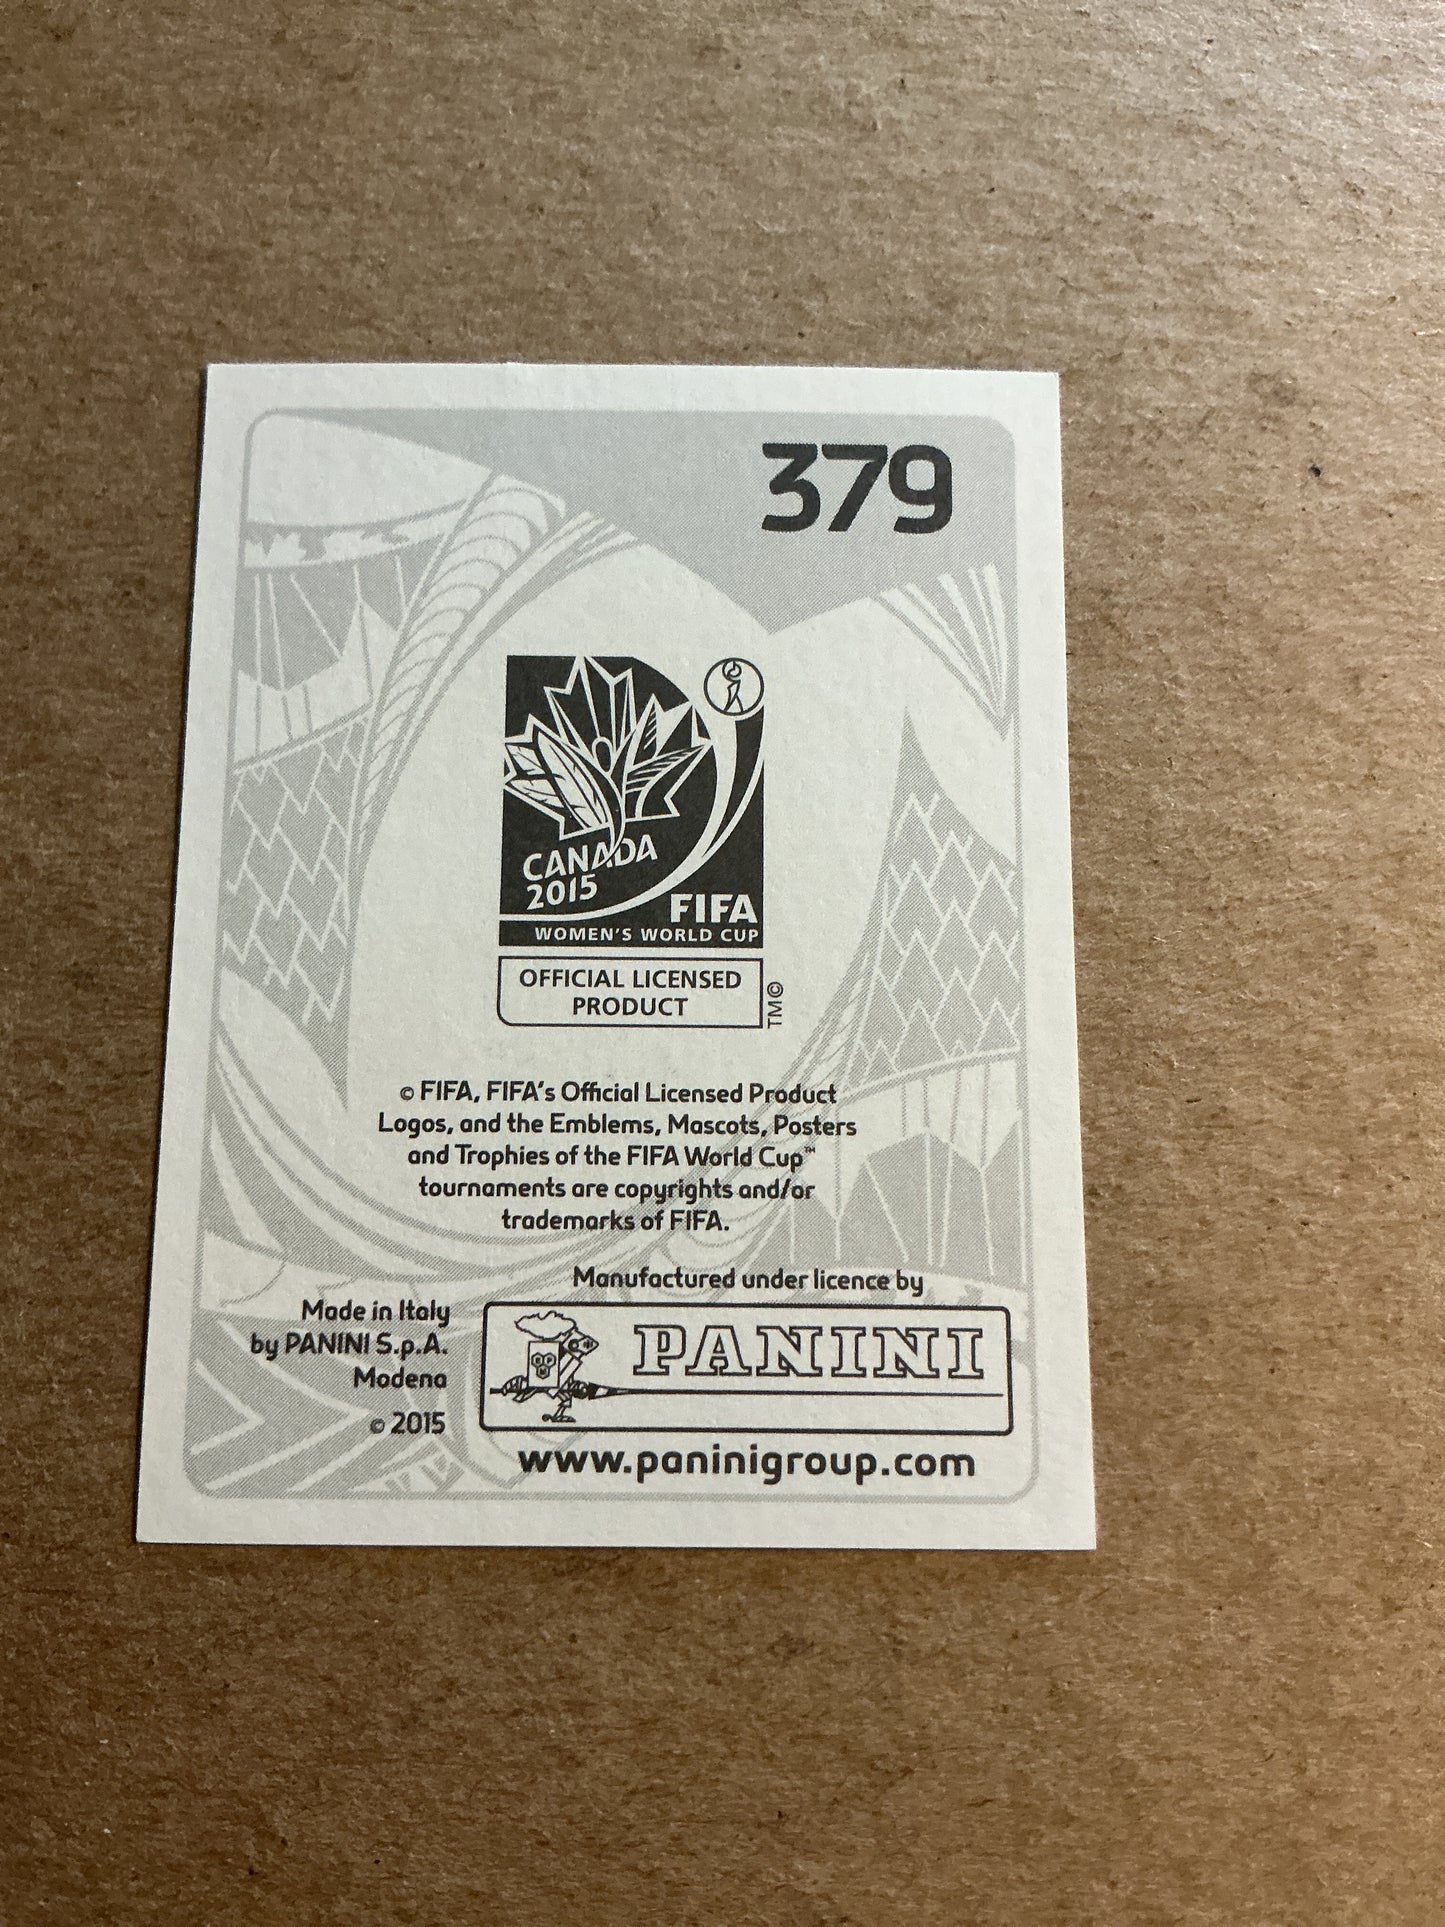 379
CANADA
2015
FIFA
WOMEN'S WORLD CUP
OFFICIAL LICENSED
PRODUCT
TM©
© FIFA, FIFA's Official Licensed Product
Logos, and the Emblems, Mascots, Posters
and Trophies of the FIFA World Cup™
tournaments are copyrights and/or
trademarks of FIFA.
Manufactured under licence by
Made in Italy
by PANINI S.p.A.
Modena
© 2015
PANINI
www.paninigroup.com